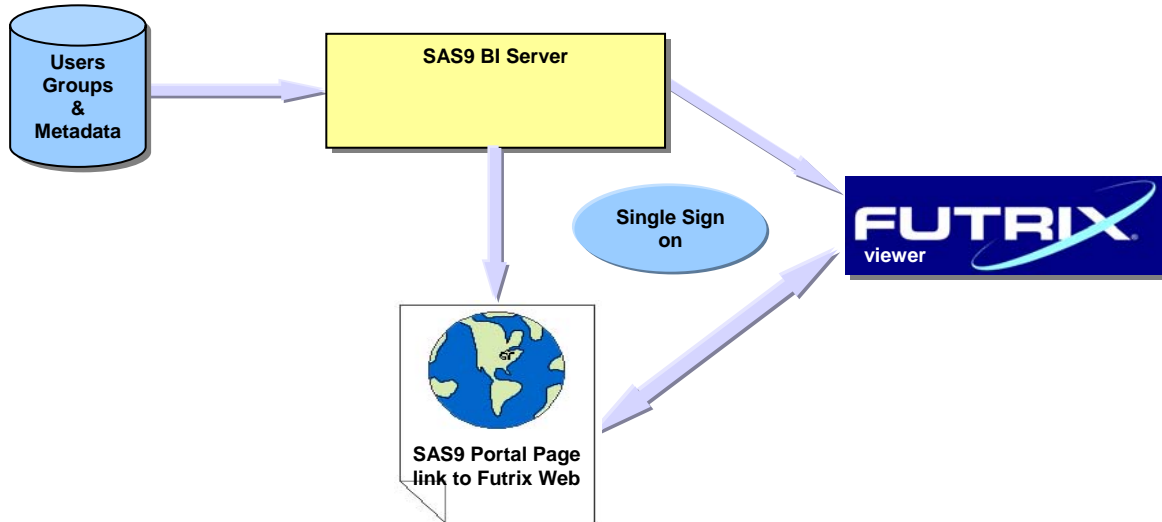 Users
Groups
&
Metadata
SAS9 BI Server
Single Sign
on
FUTRIX®
viewer
SAS9 Portal Page
link to Futrix Web